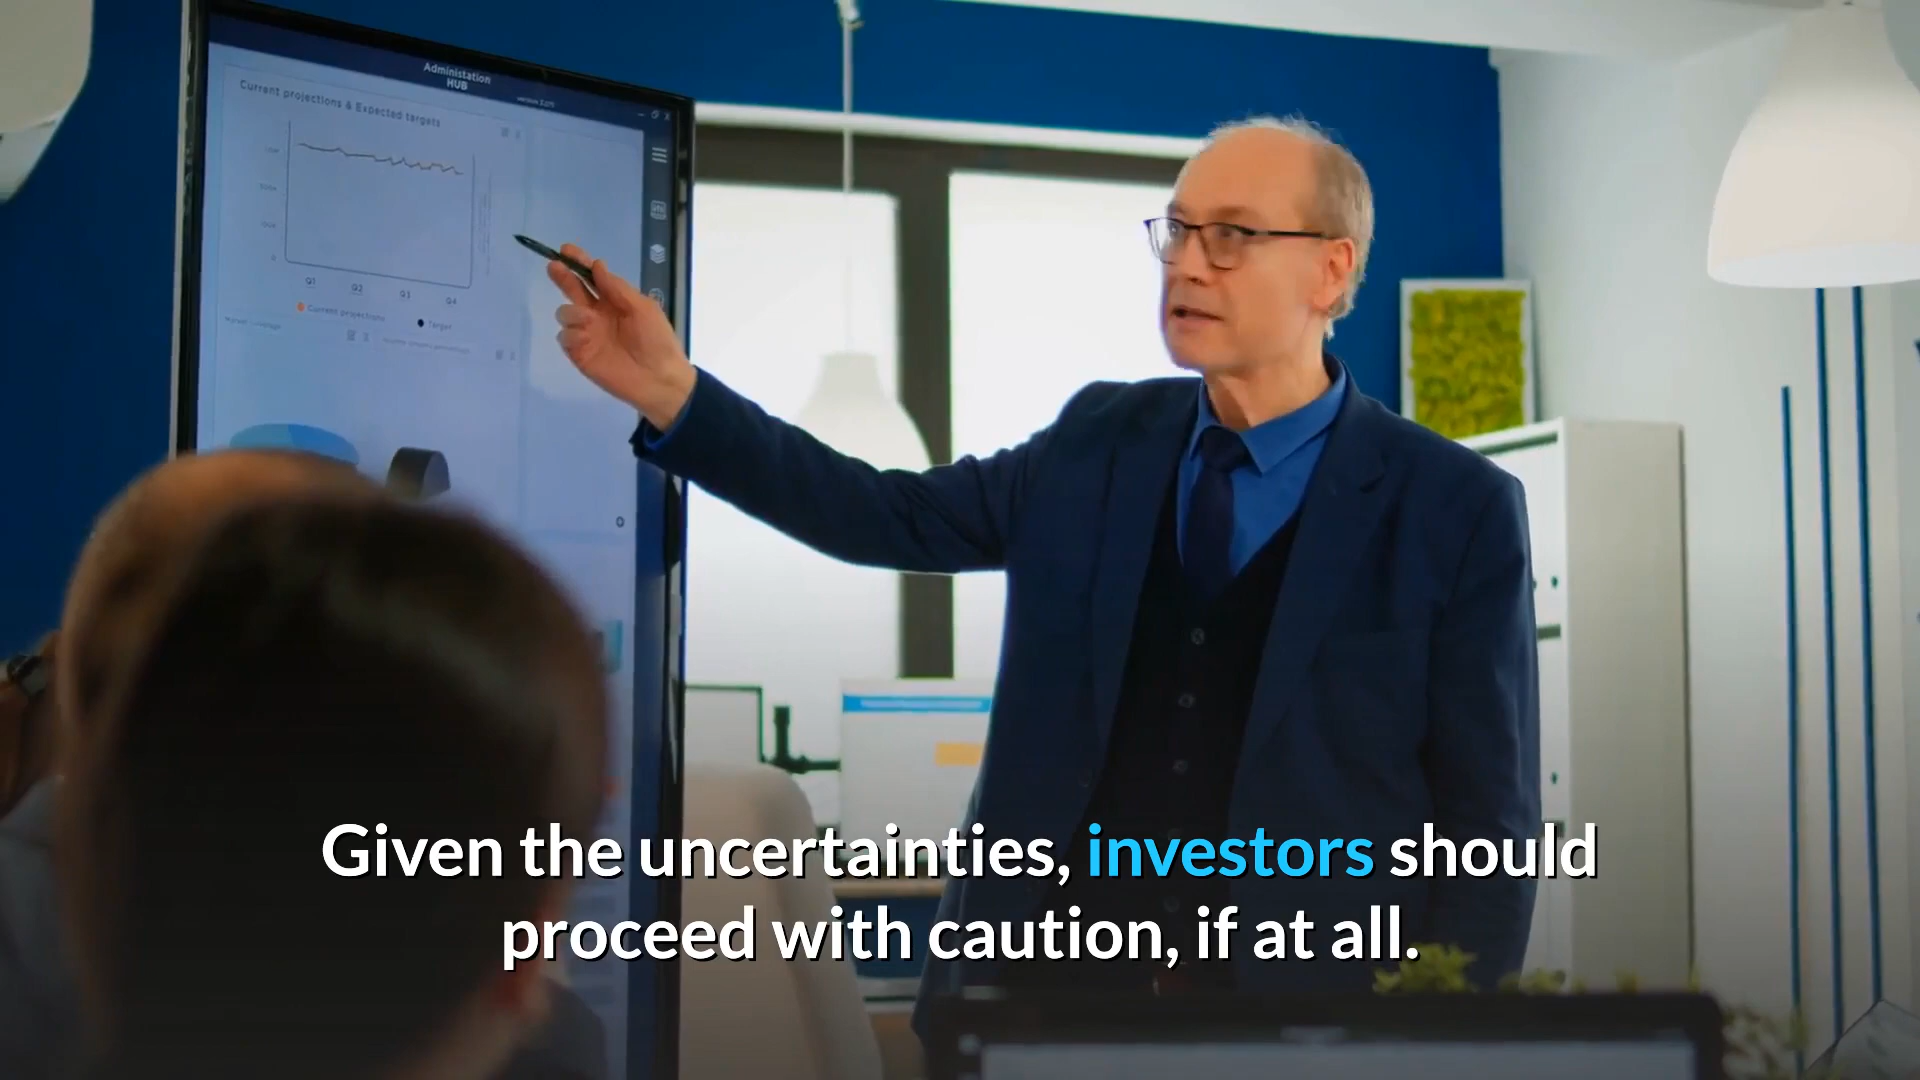 Administation
HUB
Current projections & Expected targets
Q1
Q2
Q3
Q4
Current projections
Target
Given the uncertainties, investors should
proceed with caution, if at all.